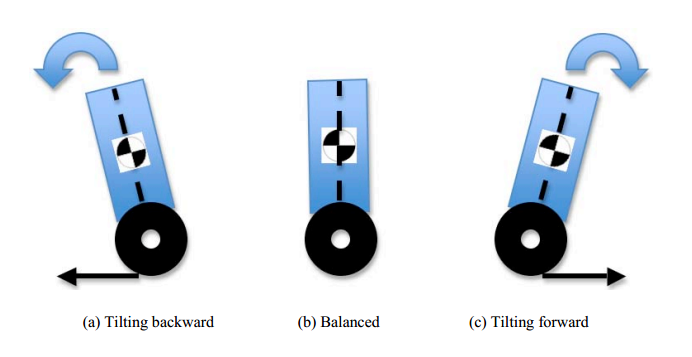 (a) Tilting backward
(b) Balanced
(c) Tilting forward